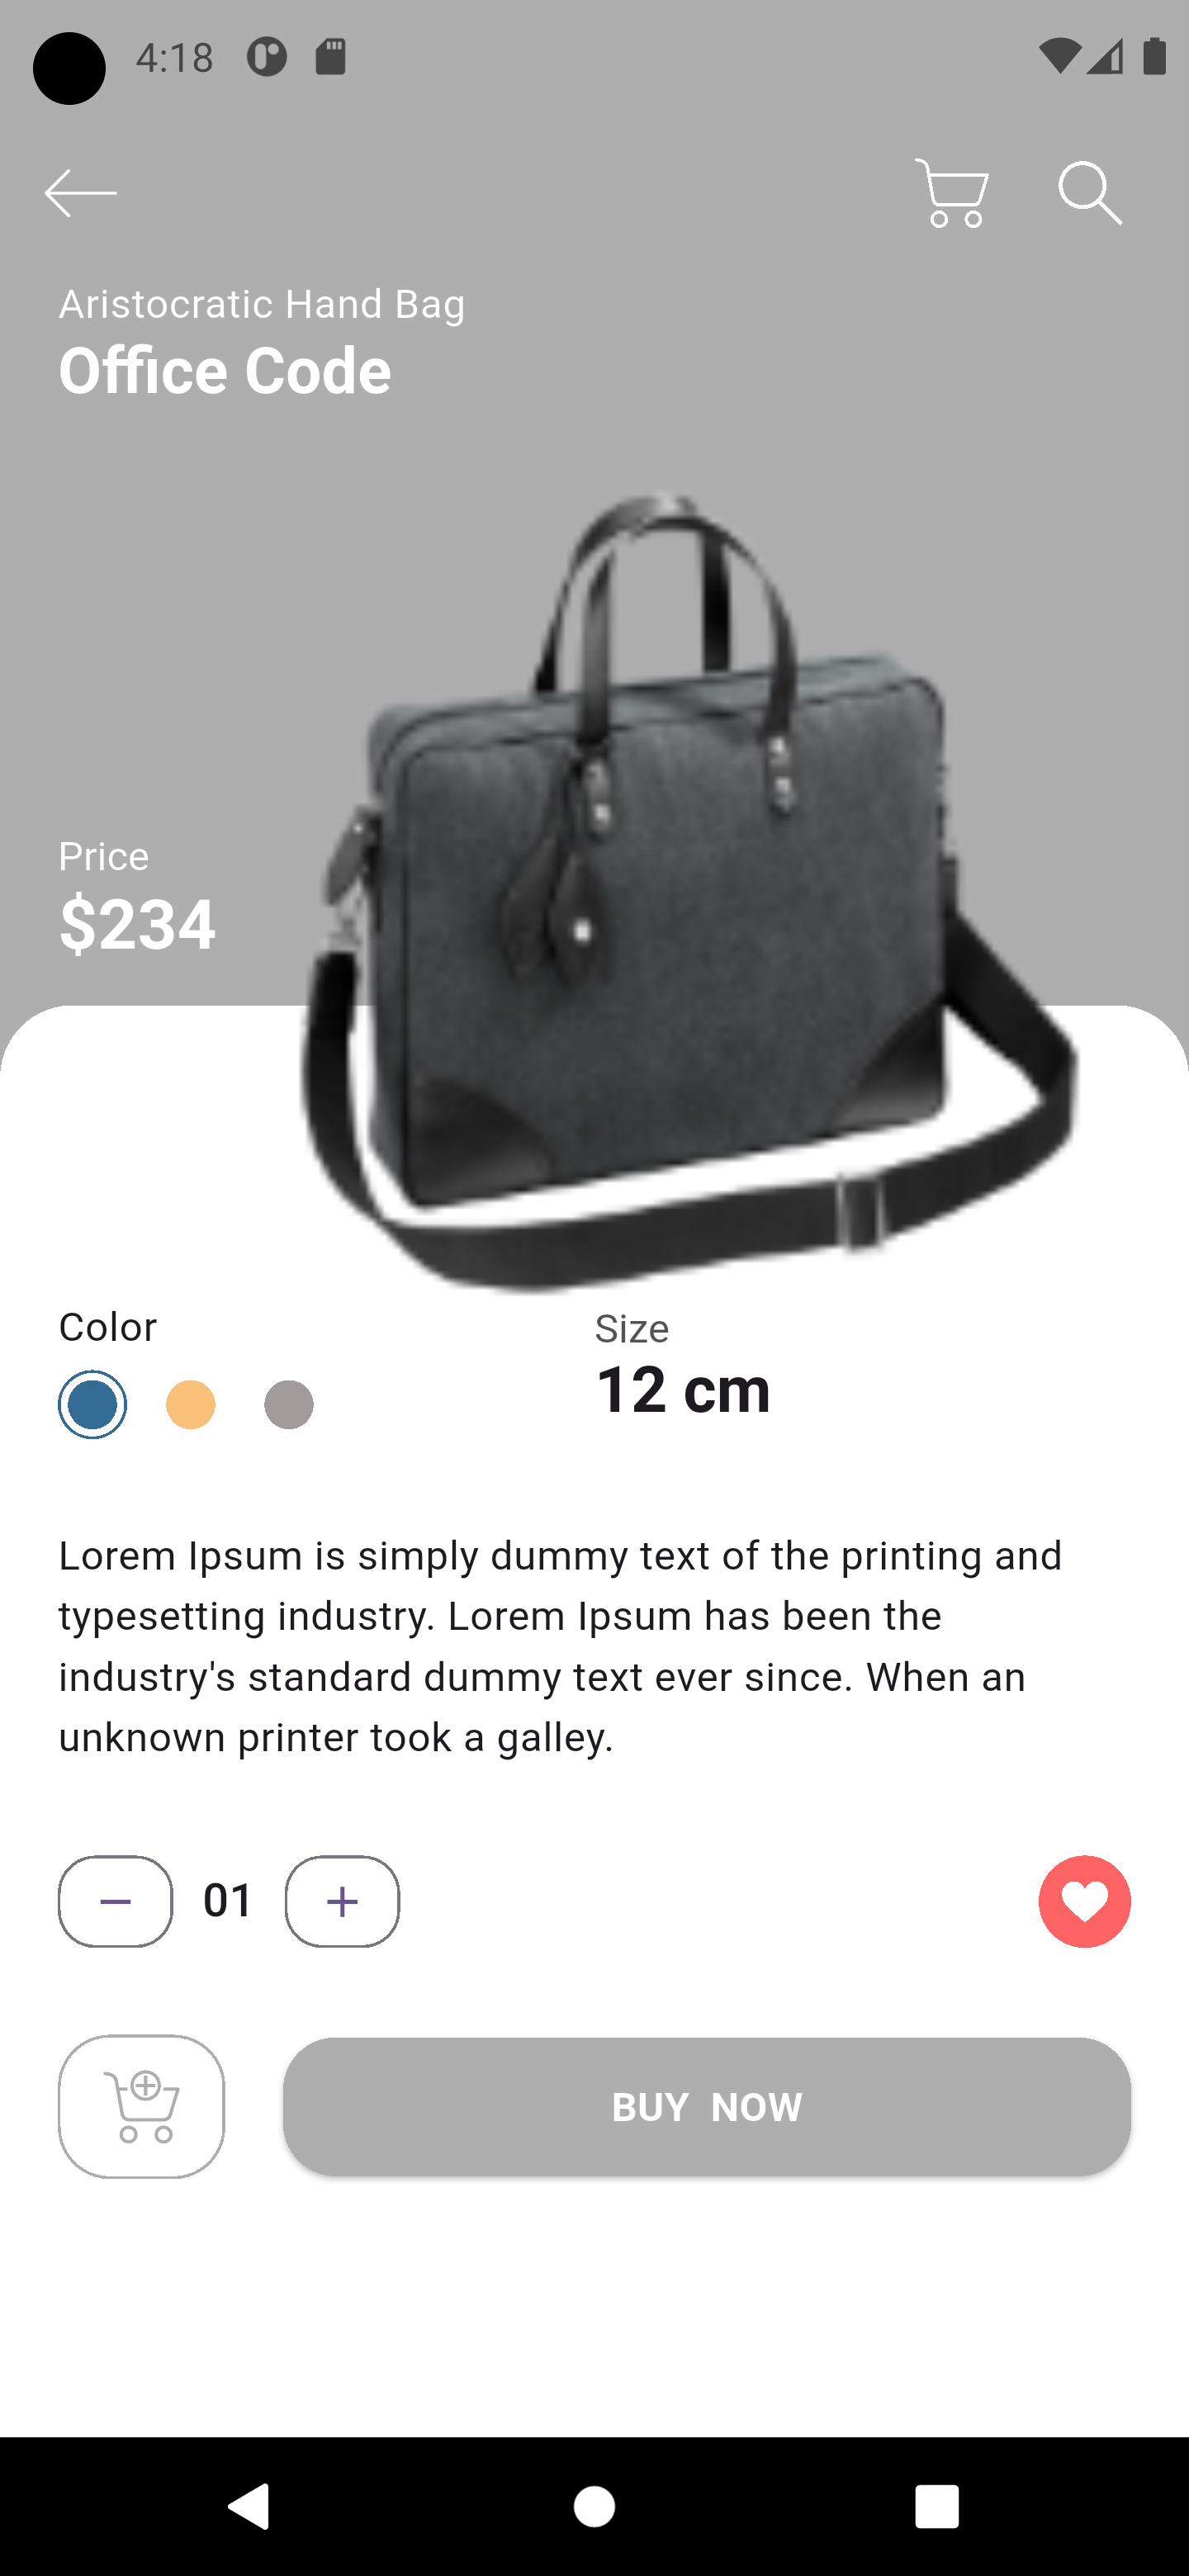 4:18
Aristocratic Hand Bag
Office Code
Price
$234
Color
Size
12 cm
Lorem Ipsum is simply dummy text of the printing and
typesetting industry. Lorem Ipsum has been the
industry's standard dummy text ever since. When an
unknown printer took a galley.
01
BUY NOW